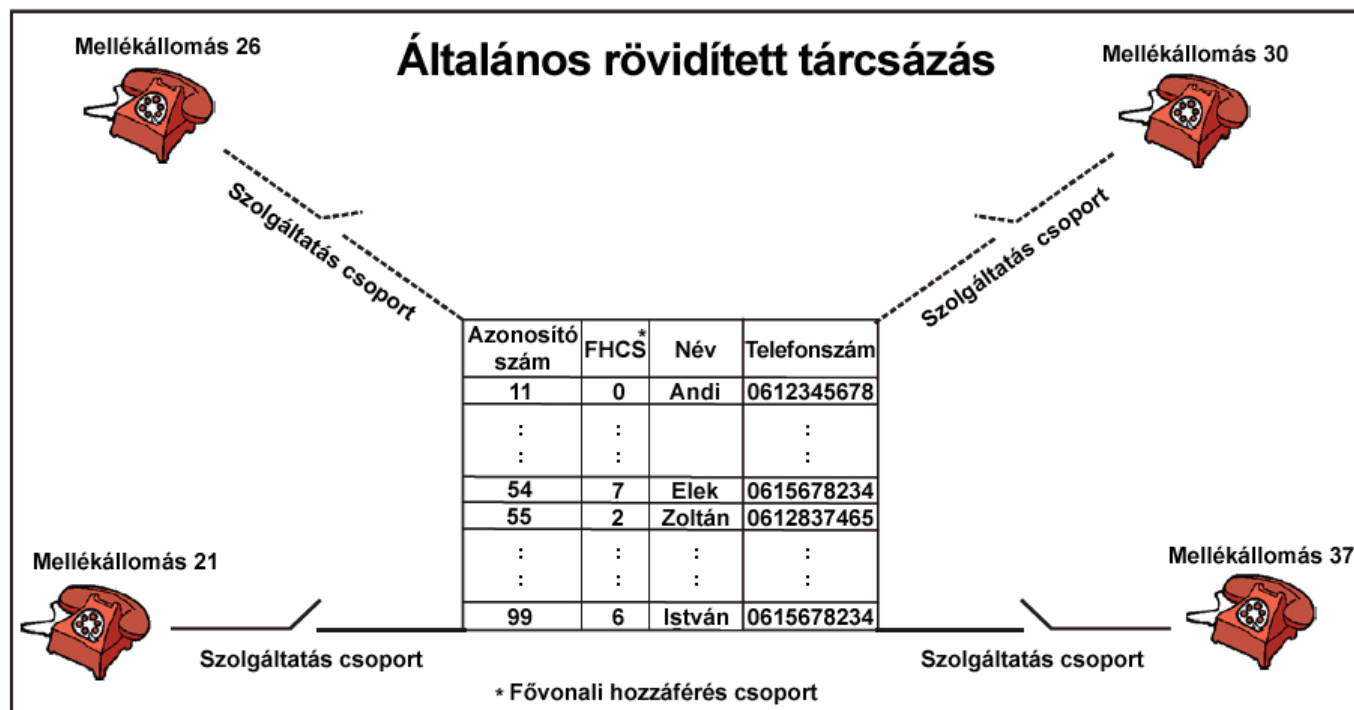 Általános rövidített tárcsázás
Mellékállomás 26
Mellékállomás 30
Szolgáltatás csoport
Szolgáltatás csoport
Azonosító szám FHCS* Név Telefonszám
11 0 Andi 0612345678
: : :
: : :
54 7 Elek 0615678234
55 2 Zoltán 0612837465
: : : :
: : : :
99 6 István 0615678234
Mellékállomás 21
Mellékállomás 37
Szolgáltatás csoport
Szolgáltatás csoport
* Fővonali hozzáférés csoport